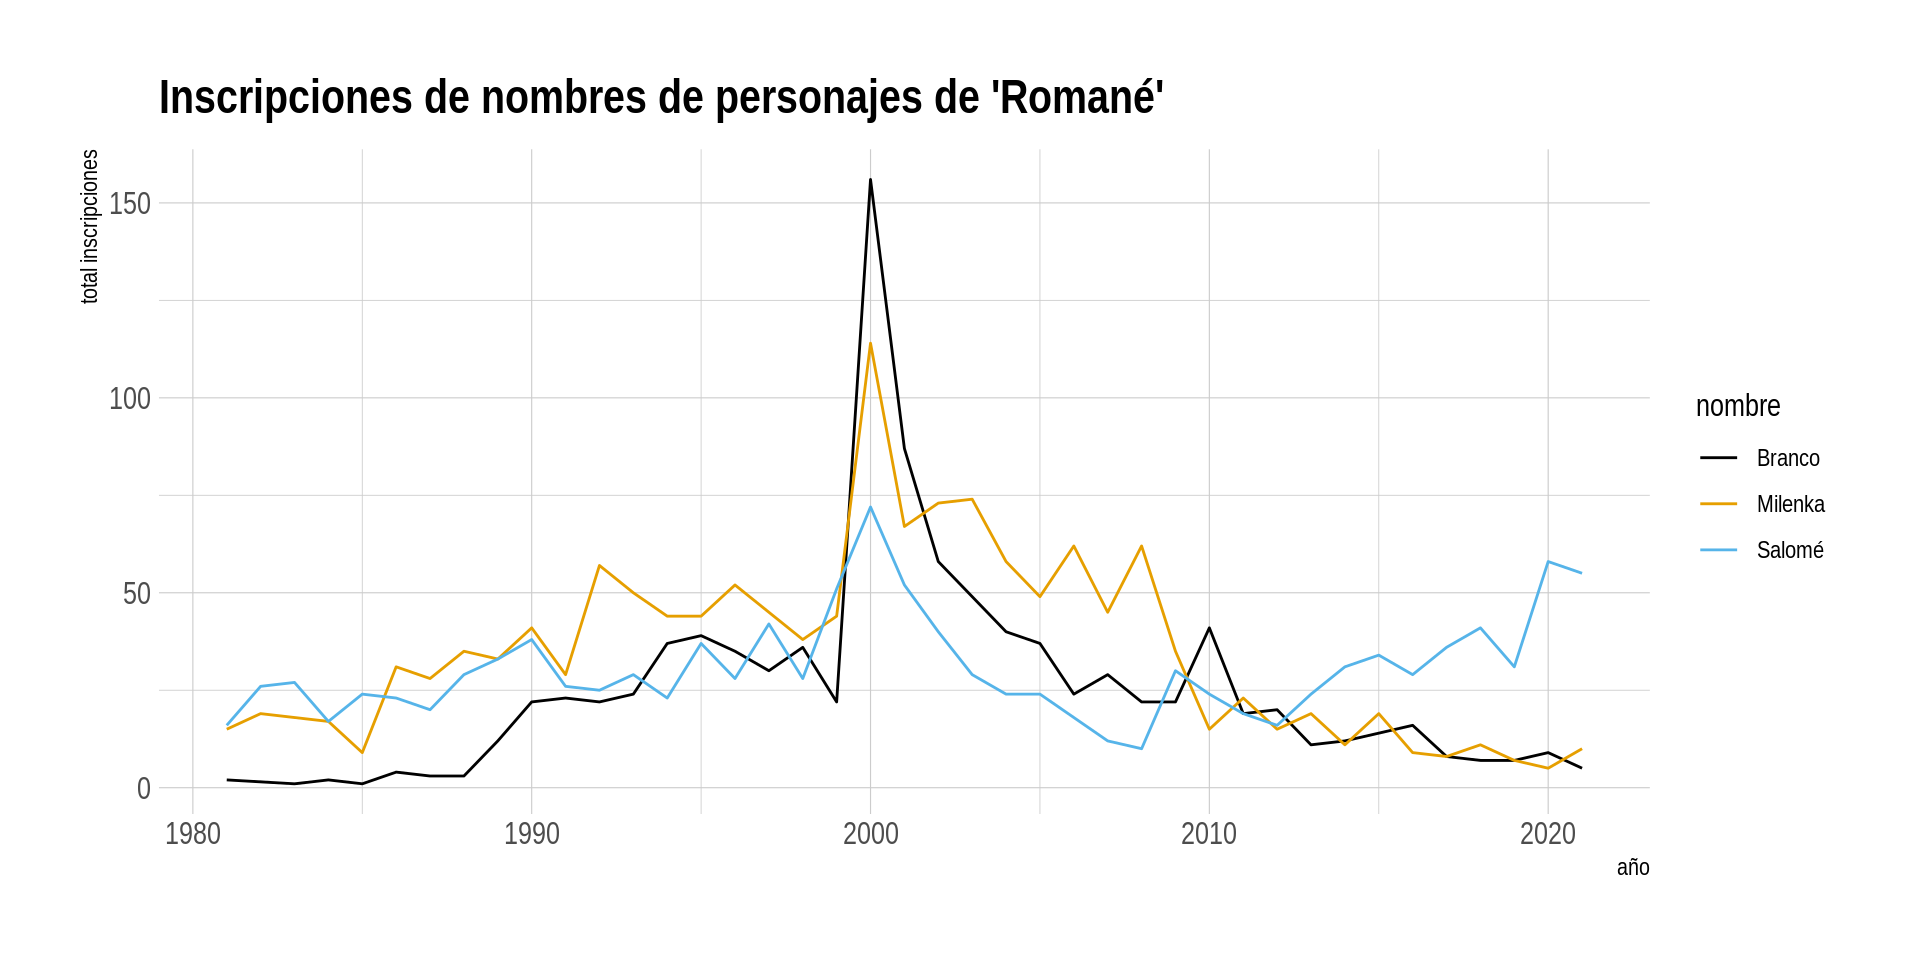 Inscripciones de nombres de personajes de 'Romané'
total inscripciones
150
100
50
0
1980
1990
2000
2010
2020
año
nombre
Branco
Milenka
Salomé